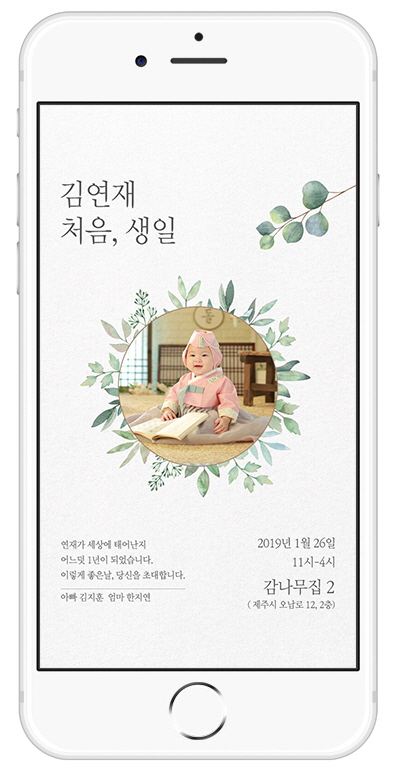 김연재
처음, 생일
돌
연재가 세상에 태어난지
어느덧 1년이 되었습니다.
이렇게 좋은날, 당신을 초대합니다.
아빠 김지훈 엄마 한지연
2019년 1월 26일
11시-4시
감나무집 2
( 제주시 오남로 12, 2층)